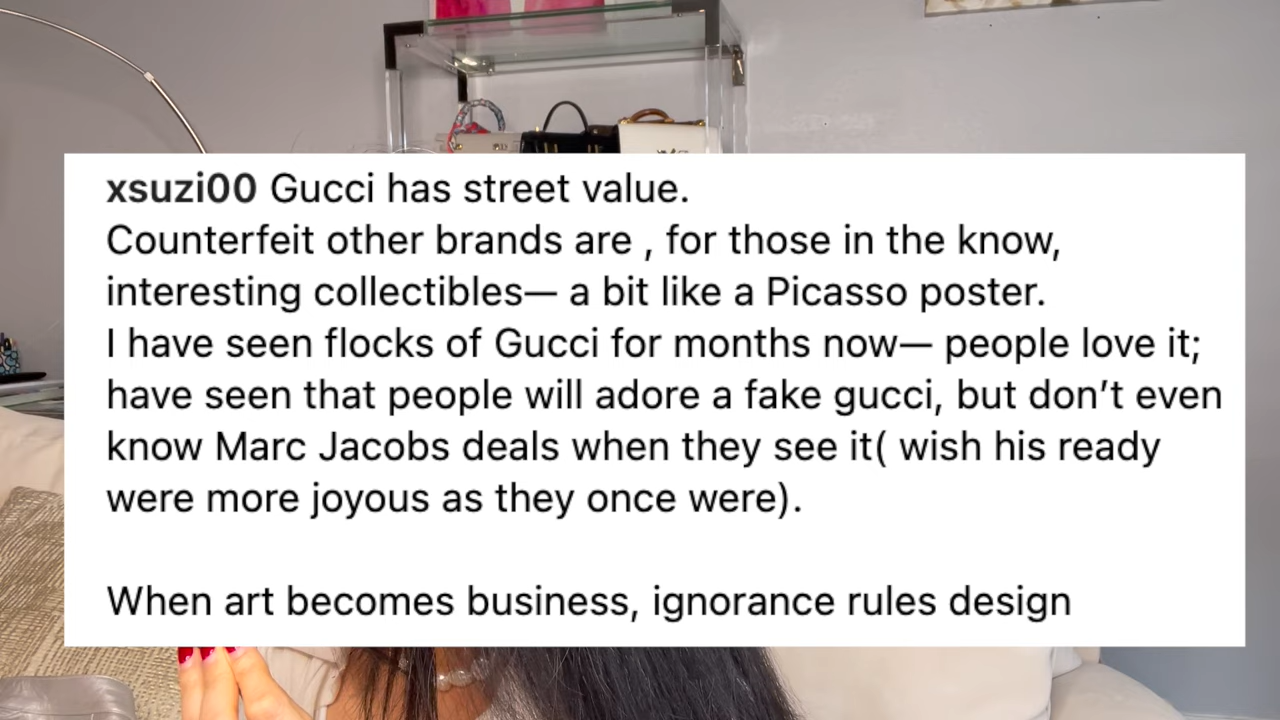 xsuzi00 Gucci has street value.
Counterfeit other brands are , for those in the know,
interesting collectibles— a bit like a Picasso poster.
I have seen flocks of Gucci for months now— people love it;
have seen that people will adore a fake gucci, but don’t even
know Marc Jacobs deals when they see it( wish his ready
were more joyous as they once were).
When art becomes business, ignorance rules design